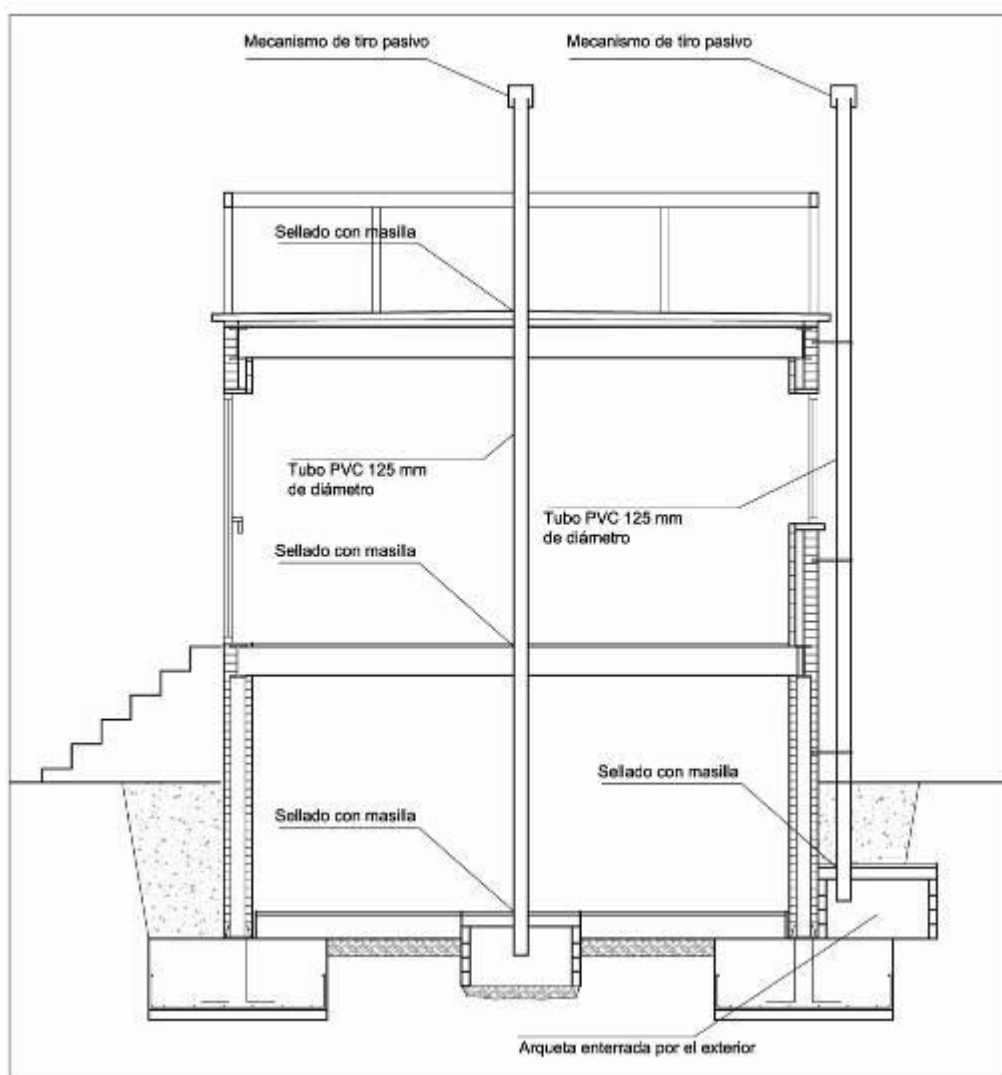 Mecanismo de tiro pasivo
Mecanismo de tiro pasivo
Sellado con masilla
Tubo PVC 125 mm
de diámetro
Tubo PVC 125 mm
de diámetro
Sellado con masilla
Sellado con masilla
Sellado con masilla
Arqueta enterrada por el exterior